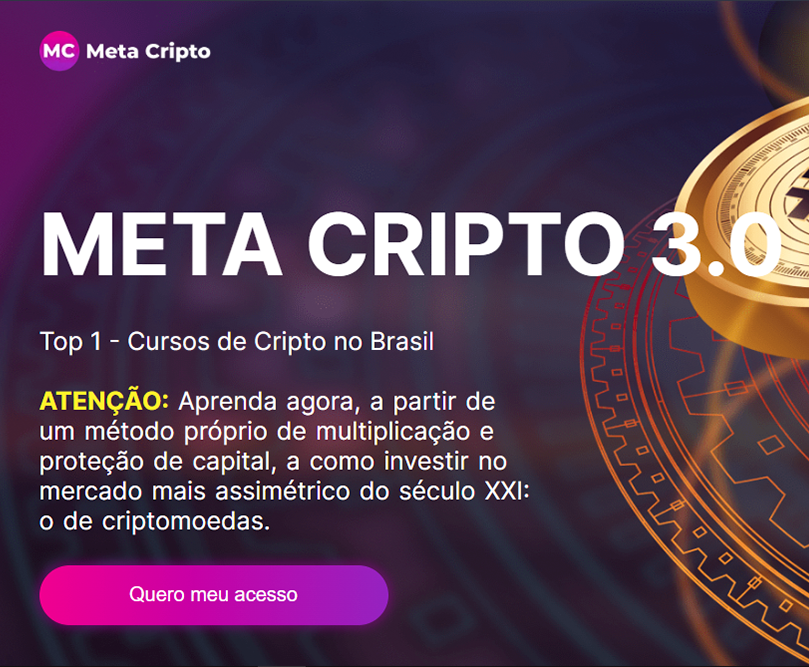 MC Meta Cripto
META CRIPTO 3.0
Top 1 - Cursos de Cripto no Brasil
ATENÇÃO: Aprenda agora, a partir de
um método próprio de multiplicação e
proteção de capital, a como investir no
mercado mais assimétrico do século XXI:
o de criptomoedas.
Quero meu acesso